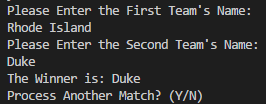 Please Enter the First Team's Name:
Rhode Island
Please Enter the Second Team's Name:
Duke
The Winner is: Duke
Process Another Match? (Y/N)